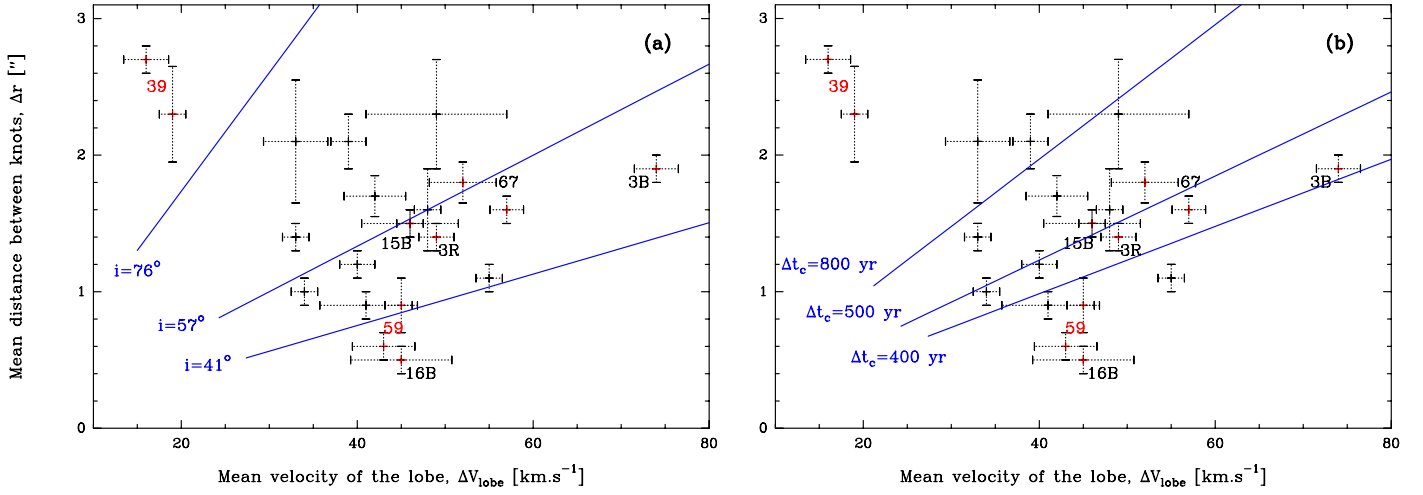 3
2
1
0
20
40
60
80
Mean distance between knots, Δr ["]
Mean velocity of the lobe, ΔV_lobe [km.s⁻¹]
(a)
39
67
3B
15B
3R
59
16B
i=76°
i=57°
i=41°
3
2
1
0
20
40
60
80
Mean velocity of the lobe, ΔV_lobe [km.s⁻¹]
(b)
39
67
3B
15B
3R
59
16B
Δt_c=800 yr
Δt_c=500 yr
Δt_c=400 yr